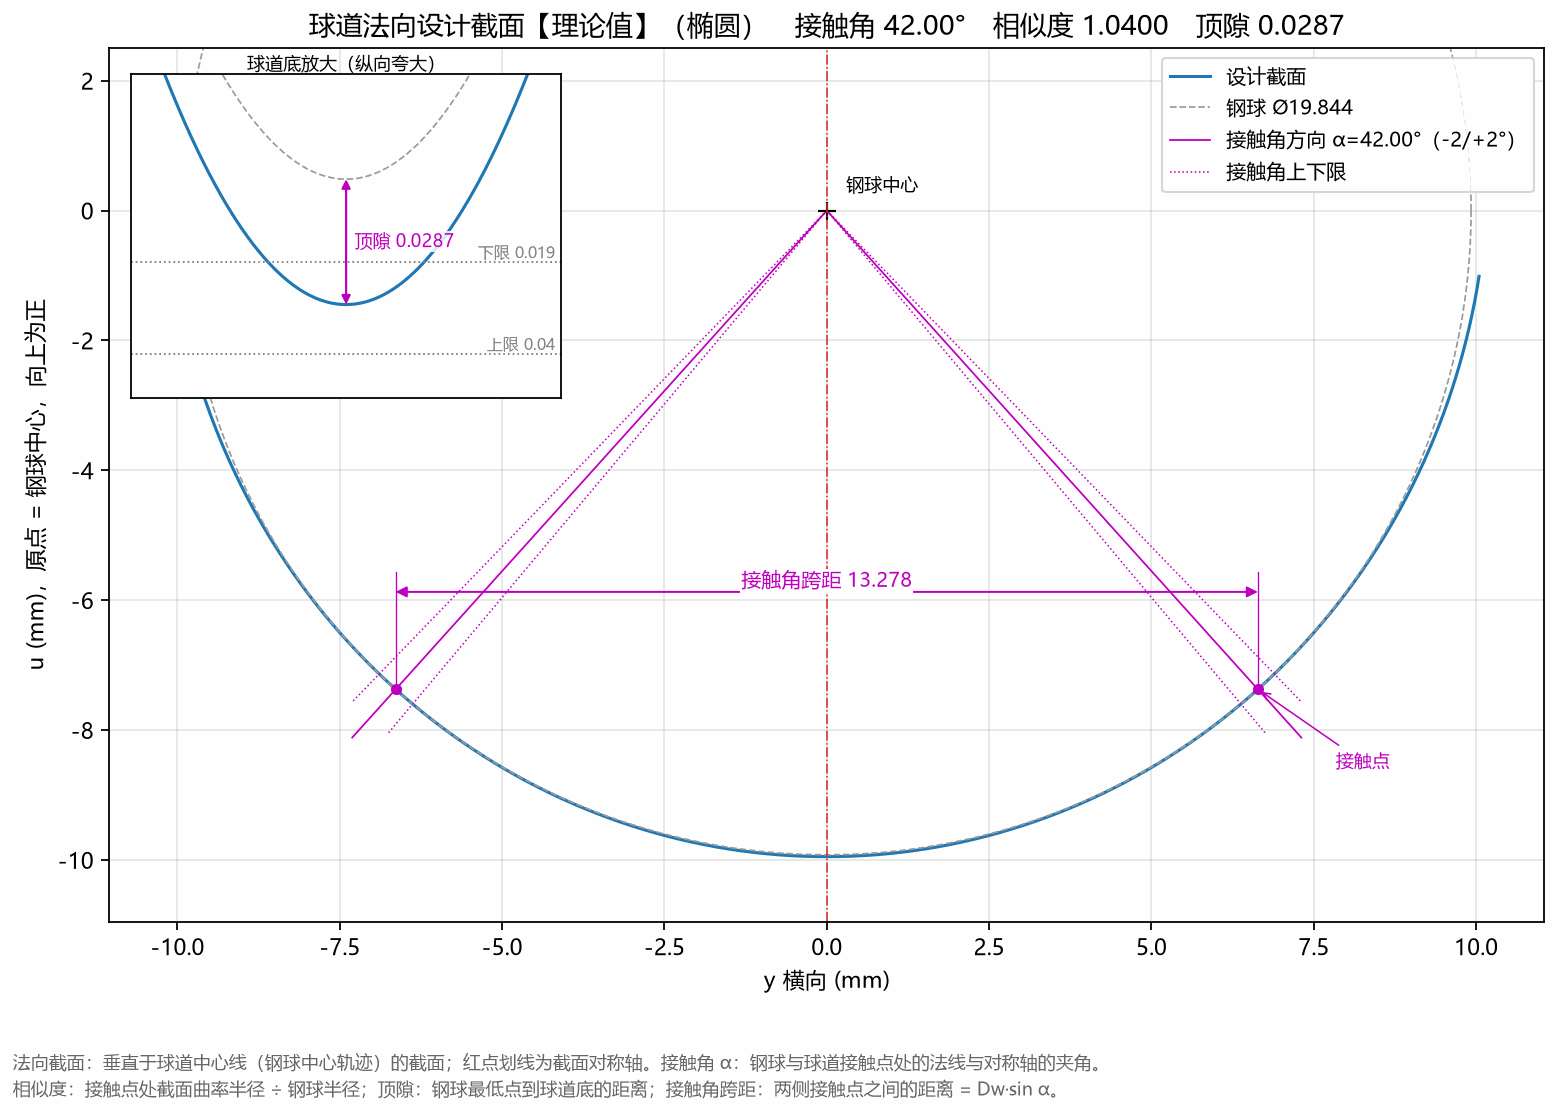 球道法向设计截面【理论值】（椭圆） 接触角 42.00° 相似度 1.0400 顶隙 0.0287
球道底放大（纵向夸大）
顶隙 0.0287
下限 0.019
上限 0.04
设计截面
钢球 Ø19.844
接触角方向 α=42.00°（-2/+2°）
接触角上下限
钢球中心
接触角跨距 13.278
接触点
2
0
-2
-4
-6
-8
-10
u (mm)，原点 = 钢球中心，向上为正
-10.0 -7.5 -5.0 -2.5 0.0 2.5 5.0 7.5 10.0
y 横向 (mm)
法向截面：垂直于球道中心线（钢球中心轨迹）的截面；红点划线为截面对称轴。接触角 α：钢球与球道接触点处的法线与对称轴的夹角。
相似度：接触点处截面曲率半径 ÷ 钢球半径；顶隙：钢球最低点到球道底的距离；接触角跨距：两侧接触点之间的距离 = Dw·sin α。